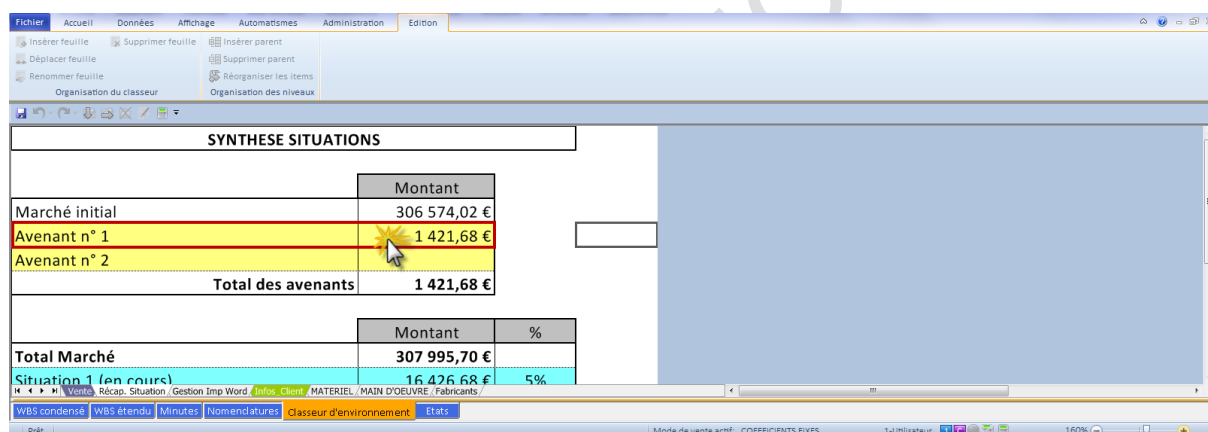 Fichier Accueil Données Affichage Automatismes Administration Edition
Insérer feuille Supprimer feuille Insérer parent
Déplacer feuille Supprimer parent
Renommer feuille Réorganiser les items
Organisation du classeur Organisation des niveaux
SYNTHESE SITUATIONS
Montant
Marché initial 306 574,02 €
Avenant n° 1 1 421,68 €
Avenant n° 2
Total des avenants 1 421,68 €
Montant %
Total Marché 307 995,70 €
Situation 1 (en cours) 16 426,68 € 5%
Vente Récap. Situation Gestion Imp Word Infos_Client MATERIEL MAIN D'OEUVRE Fabricants
WBS condensé WBS étendu Minutes Nomenclatures Classeur d'environnement Etats
Prêt Mode de vente actif: COEFFICIENTS FIXES 1-Utilisateur 160%